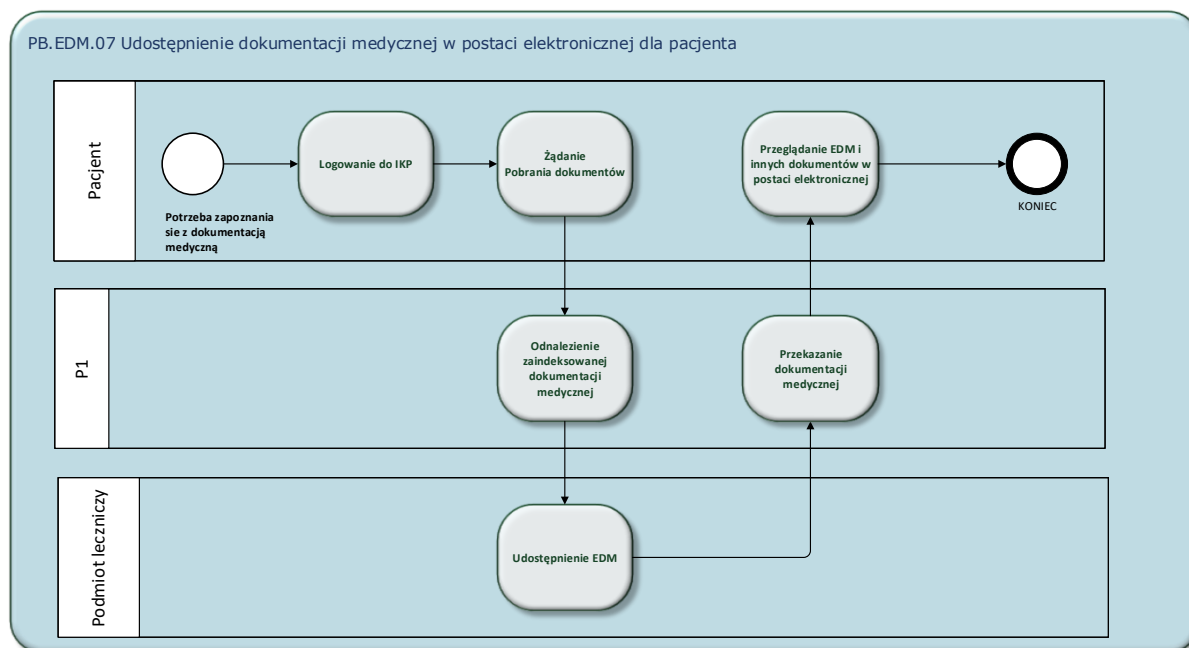 PB.EDM.07 Udostępnienie dokumentacji medycznej w postaci elektronicznej dla pacjenta
Pacjent
Potrzeba zapoznania
sie z dokumentacją
medyczną
Logowanie do IKP
Żądanie
Pobrania dokumentów
Przeglądanie EDM i
innych dokumentów w
postaci elektronicznej
KONIEC
P1
Odnalezienie
zaindeksowanej
dokumentacji
medycznej
Przekazanie
dokumentacji
medycznej
Podmiot leczniczy
Udostępnienie EDM